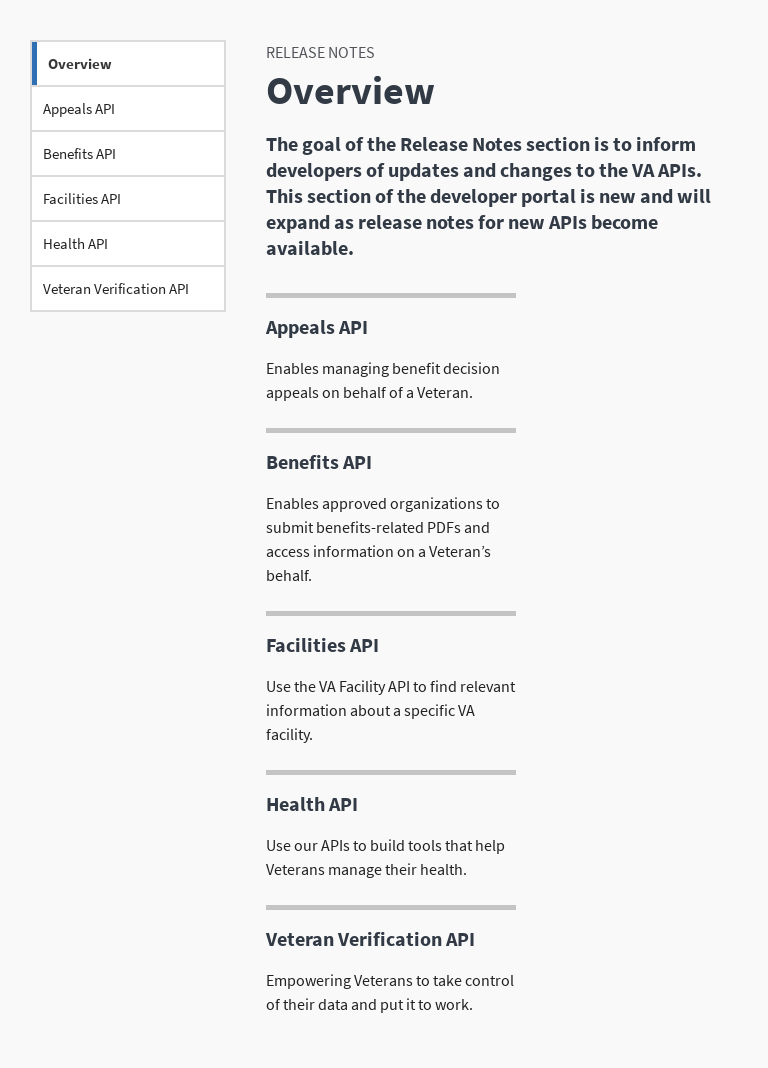 Overview
Appeals API
Benefits API
Facilities API
Health API
Veteran Verification API
RELEASE NOTES
Overview
The goal of the Release Notes section is to inform
developers of updates and changes to the VA APIs.
This section of the developer portal is new and will
expand as release notes for new APIs become
available.
Appeals API
Enables managing benefit decision
appeals on behalf of a Veteran.
Benefits API
Enables approved organizations to
submit benefits-related PDFs and
access information on a Veteran’s
behalf.
Facilities API
Use the VA Facility API to find relevant
information about a specific VA
facility.
Health API
Use our APIs to build tools that help
Veterans manage their health.
Veteran Verification API
Empowering Veterans to take control
of their data and put it to work.